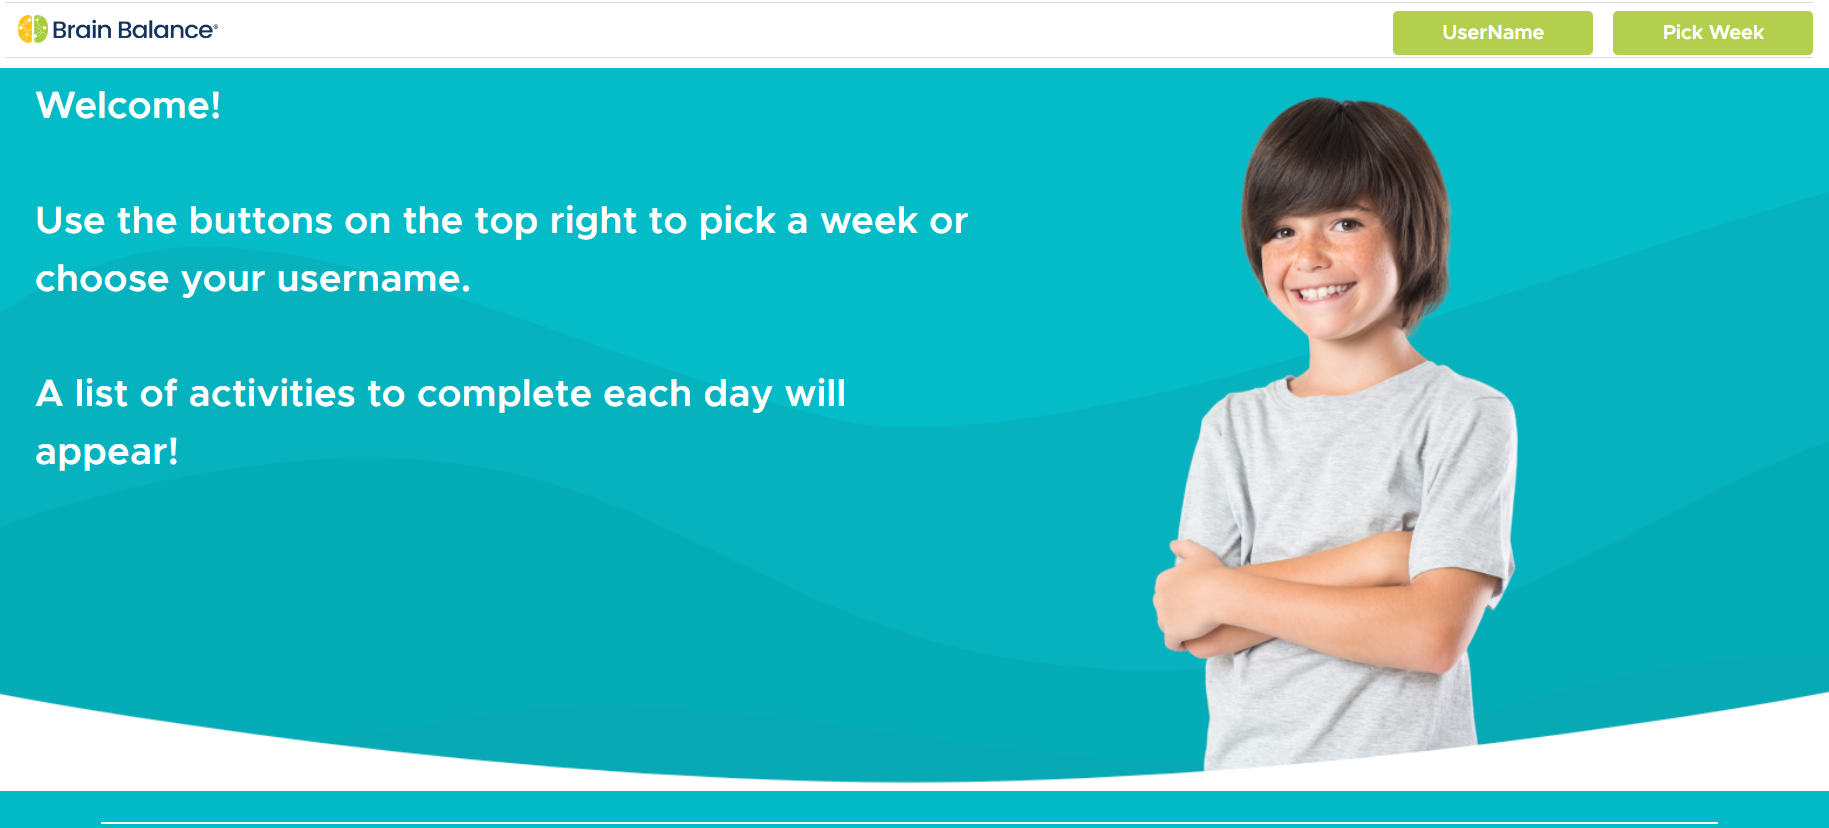 Brain Balance®
UserName
Pick Week
Welcome!
Use the buttons on the top right to pick a week or
choose your username.
A list of activities to complete each day will
appear!